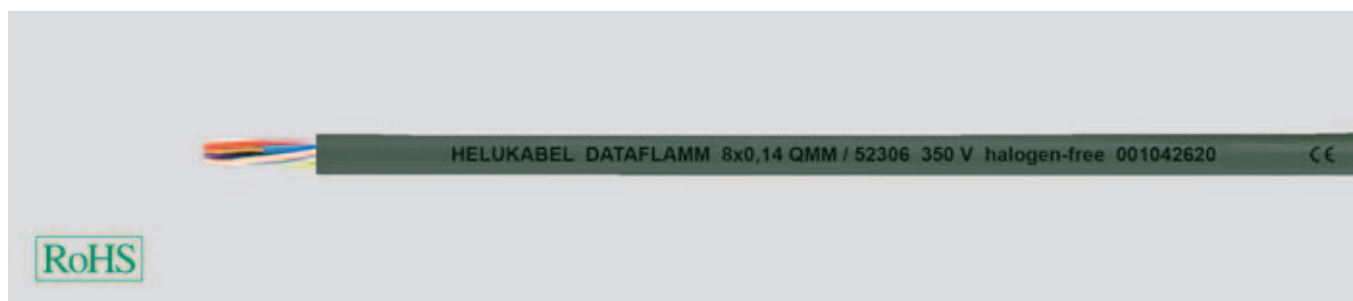 HELUKABEL DATAFLAMM 8x0,14 QMM / 52306 350 V halogen-free 001042620 CE
RoHS